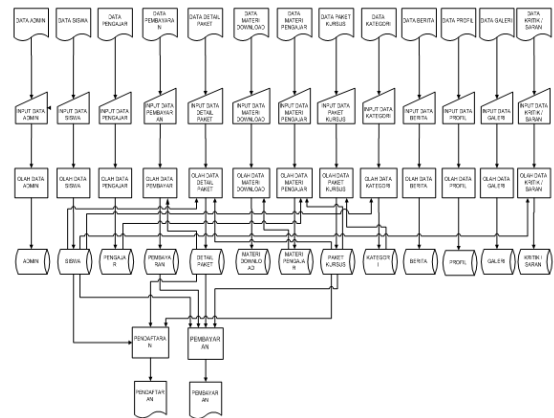 DATA ADMIN
DATA SISWA
DATA
PENGAJAR
DATA
PEMBAYARA
N
DATA DETAIL
PAKET
DATA
MATERI
DOWNLOAD
DATA
MATERI
PENGAJAR
DATA PAKET
KURSUS
DATA
KATEGORI
DATA BERITA
DATA PROFIL
DATA GALERI
DATA
KRITIK /
SARAN
INPUT DATA
ADMIN
INPUT DATA
SISWA
INPUT DATA
PENGAJAR
INPUT DATA
PEMBAYAR
AN
INPUT DATA
DETAIL
PAKET
INPUT DATA
MATERI
DOWNLOAD
INPUT DATA
MATERI
PENGAJAR
INPUT DATA
PAKET
KURSUS
INPUT DATA
KATEGORI
INPUT DATA
BERITA
INPUT DATA
PROFIL
INPUT DATA
GALERI
INPUT DATA
KRITIK /
SARAN
OLAH DATA
ADMIN
OLAH DATA
SISWA
OLAH DATA
PENGAJAR
OLAH DATA
PEMBAYAR
OLAH DATA
DETAIL
PAKET
OLAH DATA
MATERI
DOWNLOAD
OLAH DATA
MATERI
PENGAJAR
OLAH DATA
PAKET
KURSUS
OLAH DATA
KATEGORI
OLAH DATA
BERITA
OLAH DATA
PROFIL
OLAH DATA
GALERI
OLAH DATA
KRITIK /
SARAN
ADMIN
SISWA
PENGAJA
R
PEMBAYA
RAN
DETAIL
PAKET
MATERI
DOWNLO
AD
MATERI
PENGAJA
R
PAKET
KURSUS
KATEGOR
I
BERITA
PROFIL
GALERI
KRITIK /
SARAN
PENDAFTARA
N
PEMBAYAR
AN
PENDAFTAR
AN
PEMBAYAR
AN